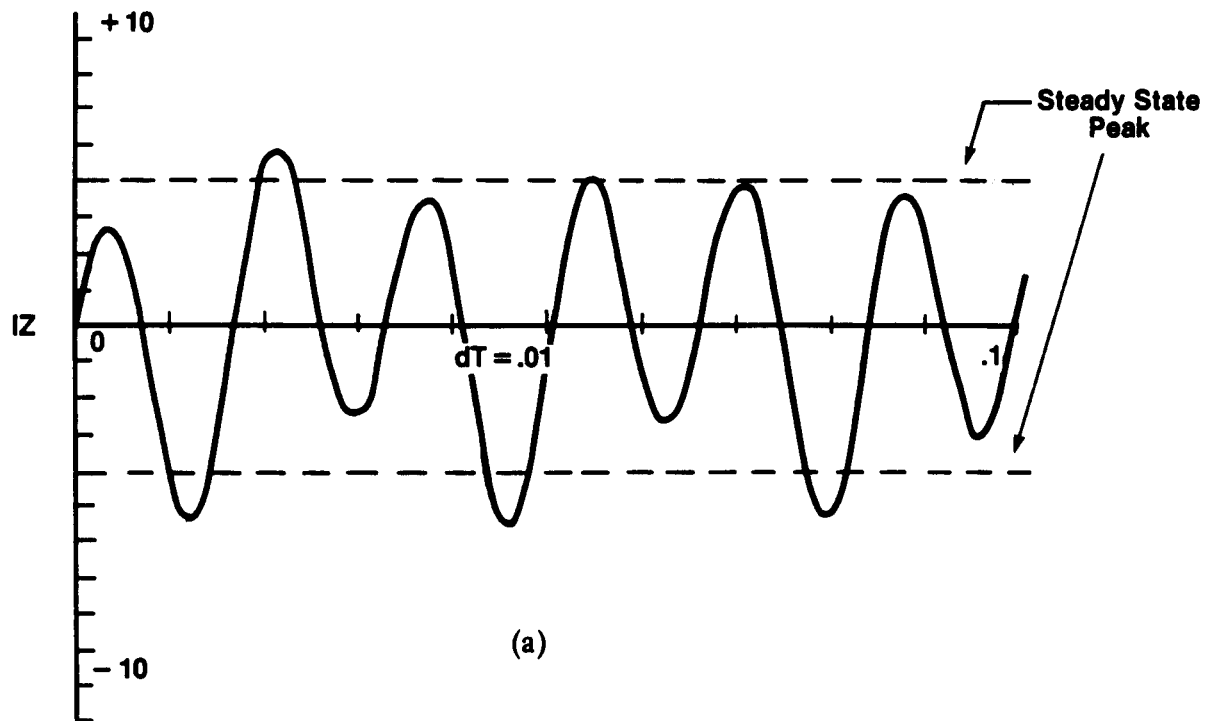 +10
Steady State
Peak
IZ
0
dT = .01
.1
(a)
−10